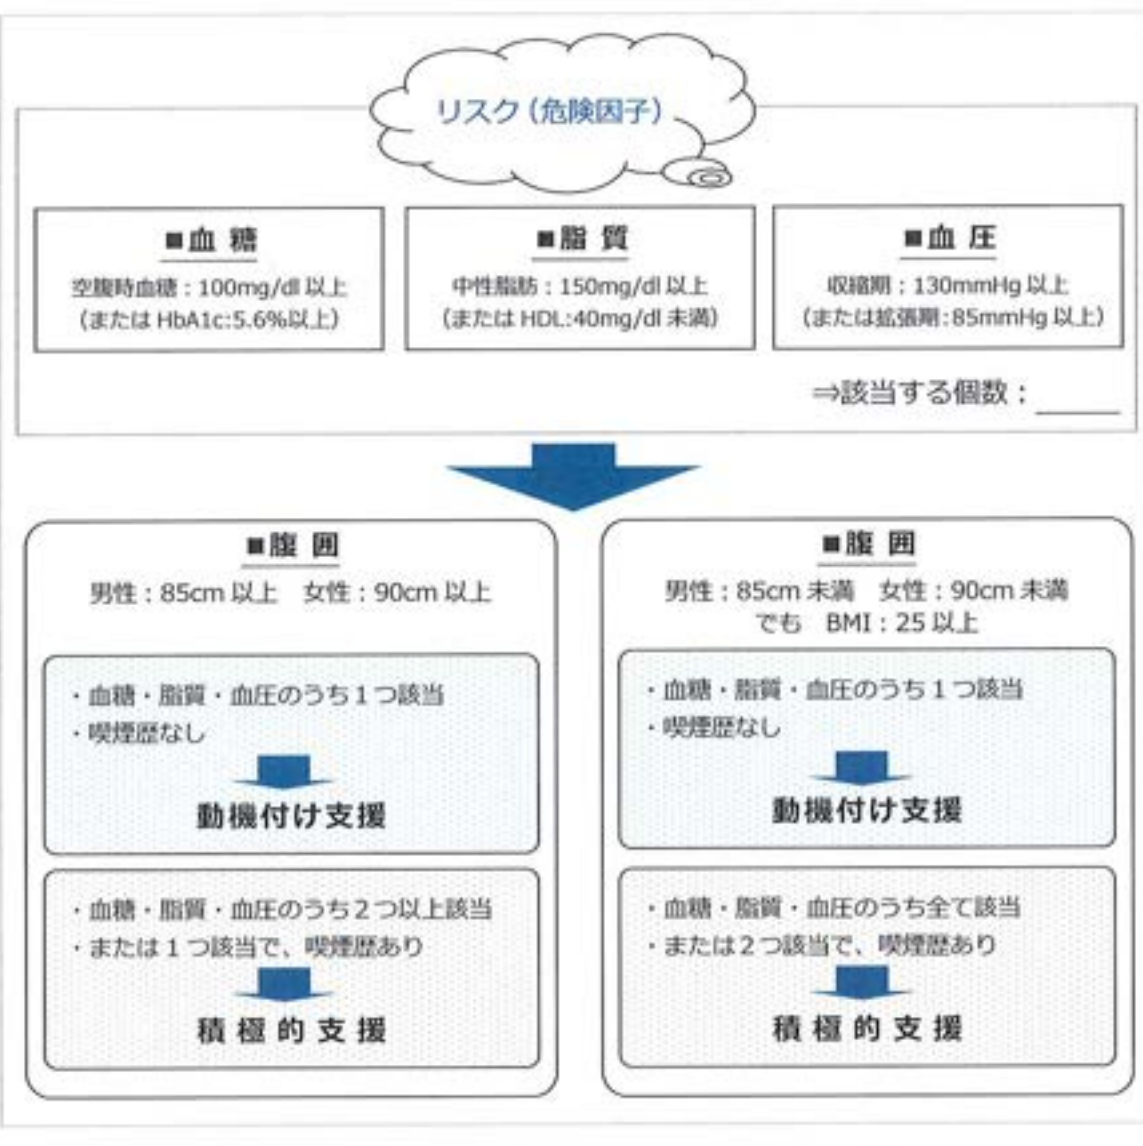 リスク（危険因子）
■血 糖
空腹時血糖：100mg/dl 以上
（または HbA1c:5.6%以上）
■脂 質
中性脂肪：150mg/dl 以上
（または HDL:40mg/dl 未満）
■血 圧
収縮期：130mmHg 以上
（または拡張期：85mmHg 以上）
⇒該当する個数：
■腹 囲
男性：85cm 以上　女性：90cm 以上
・血糖・脂質・血圧のうち１つ該当
・喫煙歴なし
動機付け支援
・血糖・脂質・血圧のうち２つ以上該当
・または１つ該当で、喫煙歴あり
積 極 的 支 援
■腹 囲
男性：85cm 未満　女性：90cm 未満
でも　BMI：25 以上
・血糖・脂質・血圧のうち１つ該当
・喫煙歴なし
動機付け支援
・血糖・脂質・血圧のうち全て該当
・または２つ該当で、喫煙歴あり
積 極 的 支 援